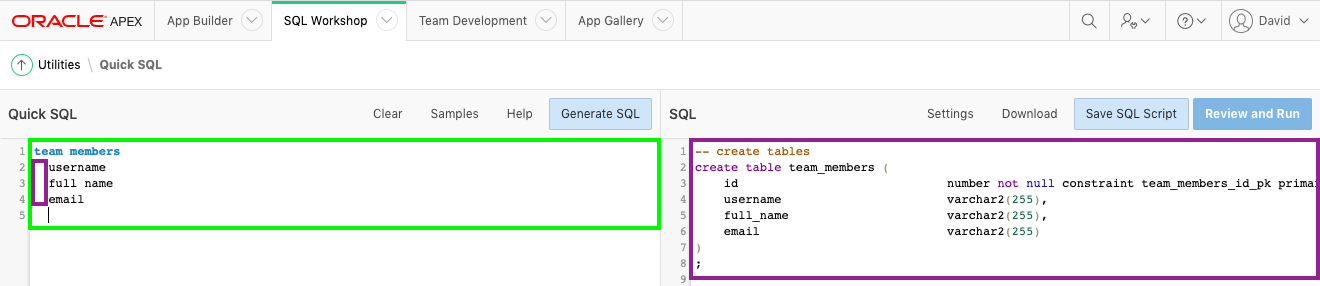 ORACLE APEX App Builder SQL Workshop Team Development App Gallery David
Utilities \ Quick SQL
Quick SQL Clear Samples Help Generate SQL
1 team members
2 username
3 full name
4 email
5
SQL Settings Download Save SQL Script Review and Run
1 -- create tables
2 create table team_members (
3 id number not null constraint team_members_id_pk prima
4 username varchar2(255),
5 full_name varchar2(255),
6 email varchar2(255)
7 )
8 ;
9